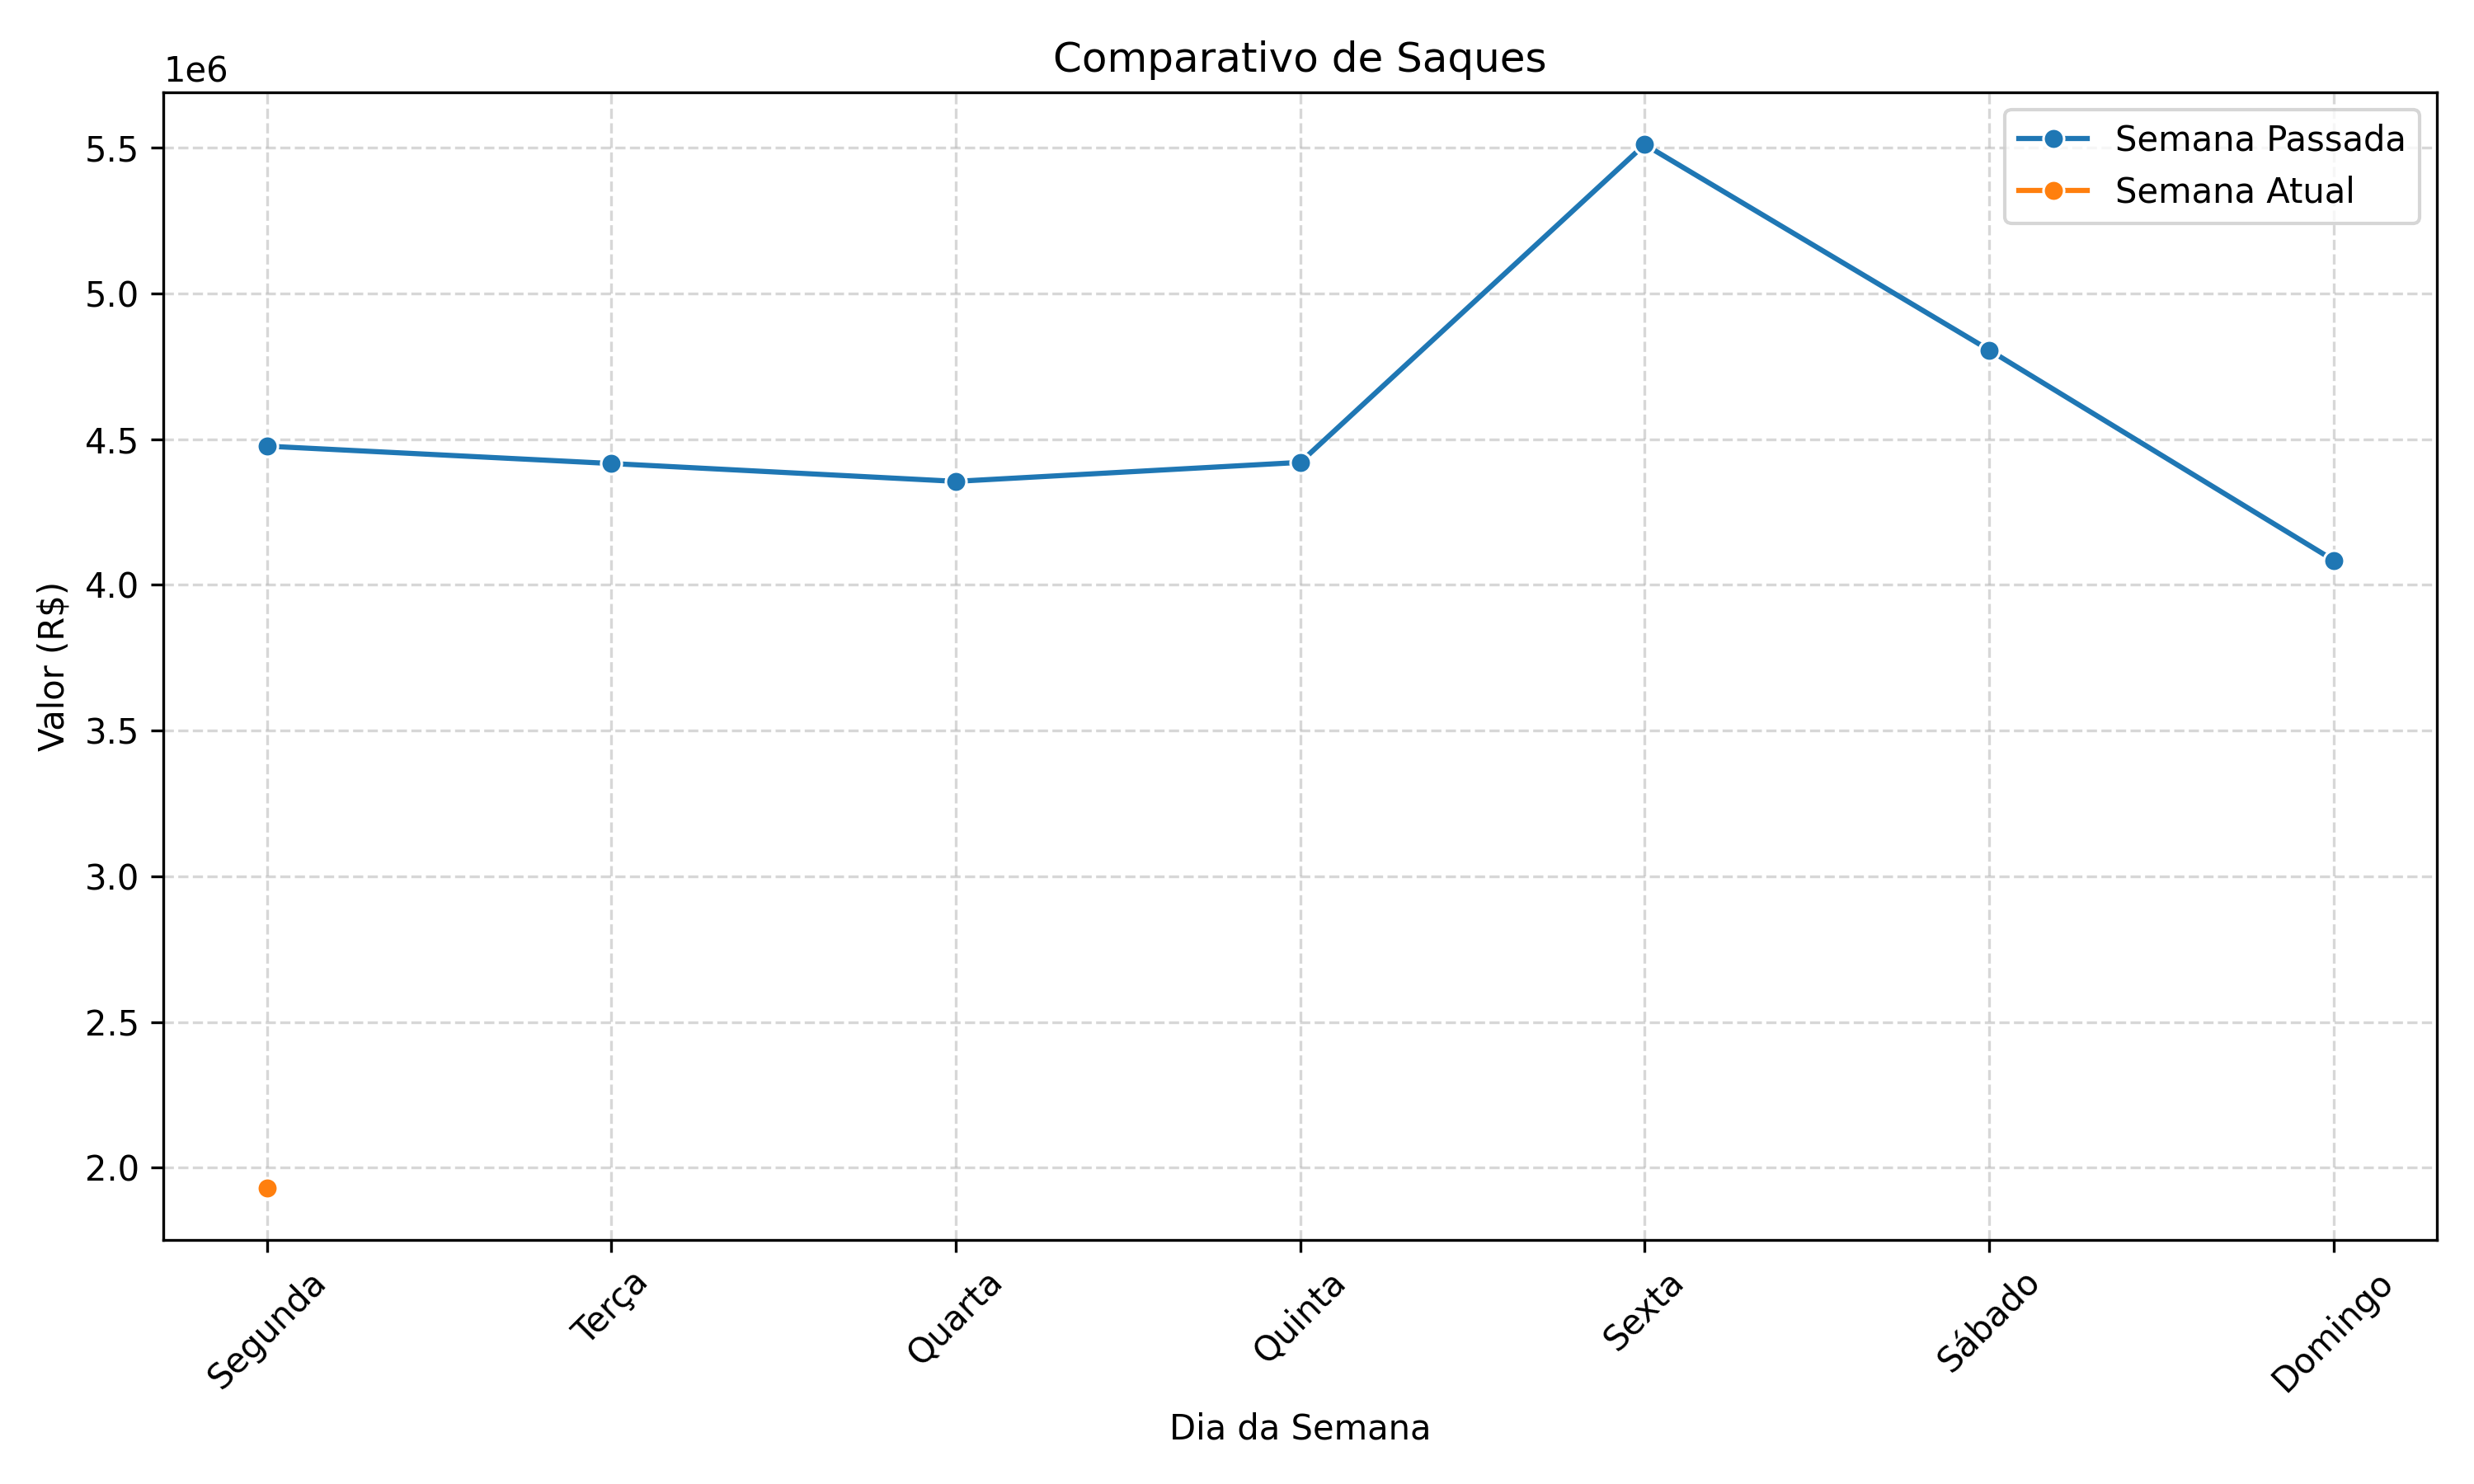 Comparativo de Saques
1e6
Semana Passada
Semana Atual
5.5
5.0
4.5
4.0
3.5
3.0
2.5
2.0
Valor (R$)
Segunda
Terça
Quarta
Quinta
Sexta
Sábado
Domingo
Dia da Semana